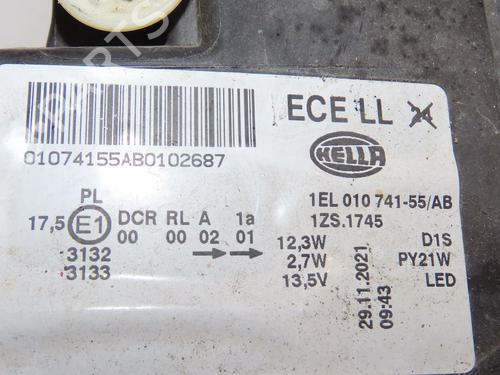 ECE LL 24
01074155AB0102687
HELLA
1EL 010 741-55/AB
1ZS.1745
PL
17,5 E1 DCR RL A 1a
00 00 02 01
3132
3133
12,3W D1S
2,7W PY21W
13,5V LED
29.11.2021
09:43